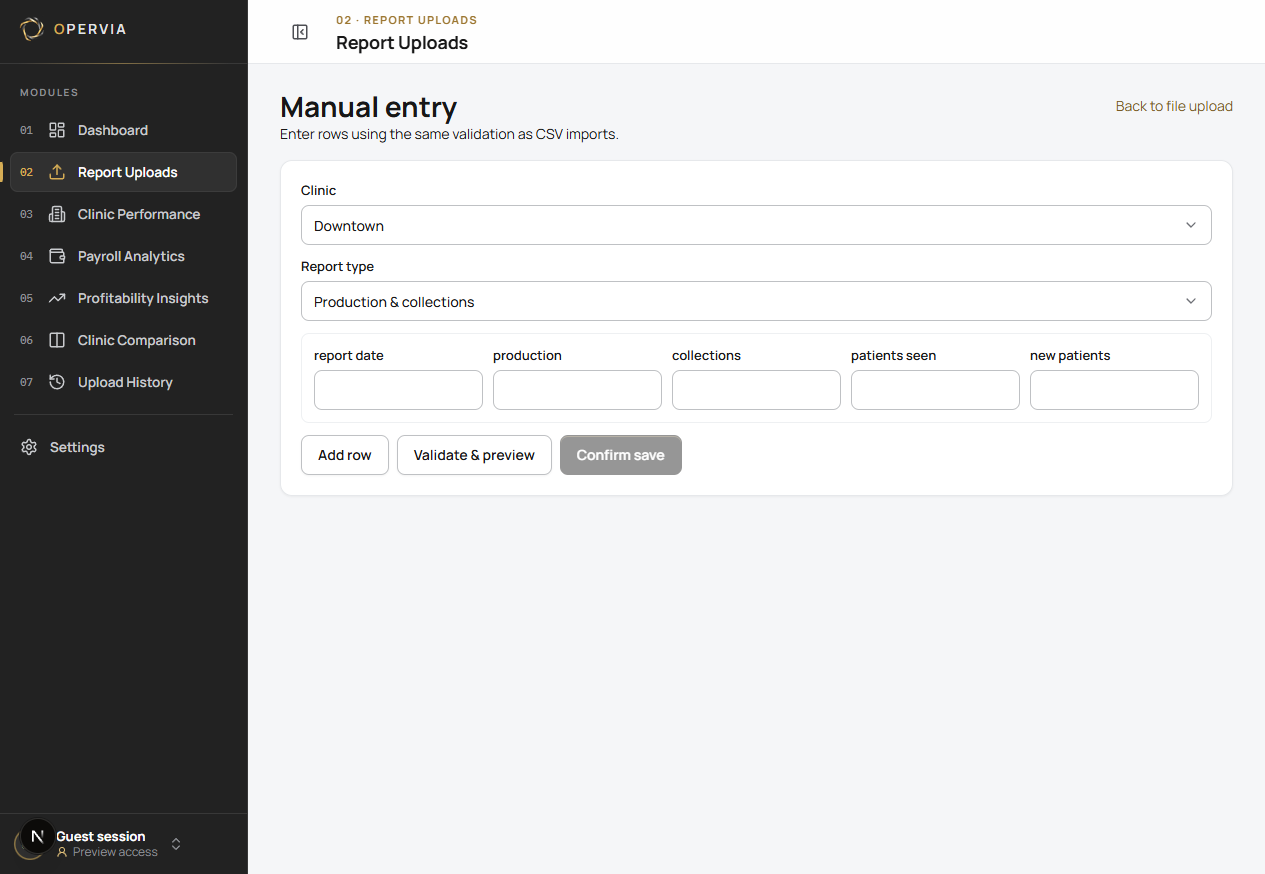 OPERVIA
02 · REPORT UPLOADS
Report Uploads
MODULES
01 Dashboard
02 Report Uploads
03 Clinic Performance
04 Payroll Analytics
05 Profitability Insights
06 Clinic Comparison
07 Upload History
Settings
N
Guest session
Preview access
Manual entry
Back to file upload
Enter rows using the same validation as CSV imports.
Clinic
Downtown
Report type
Production & collections
report date production collections patients seen new patients
Add row Validate & preview Confirm save